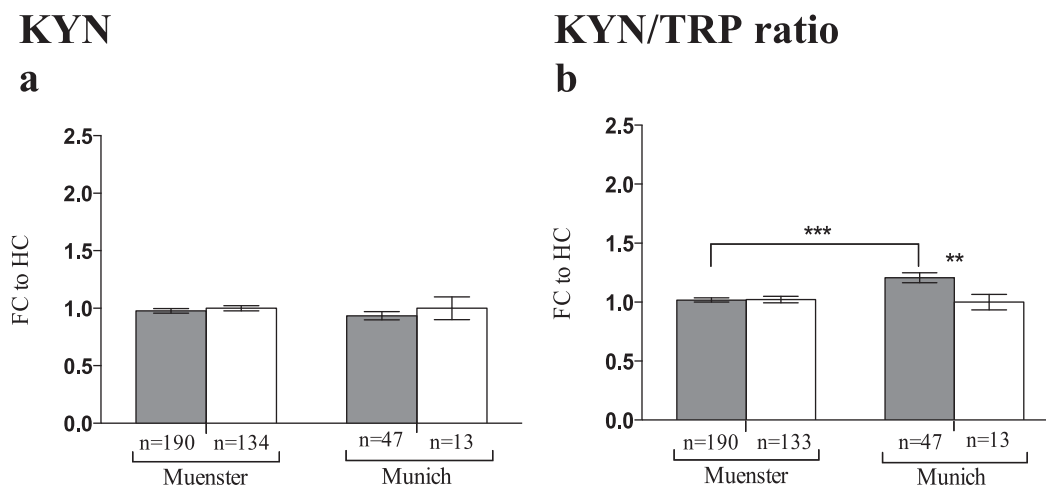 KYN
a
FC to HC
2.5
2.0
1.5
1.0
0.5
0.0
n=190 n=134 n=47 n=13
Muenster Munich
KYN/TRP ratio
b
FC to HC
2.5
2.0
1.5
1.0
0.5
0.0
***
**
n=190 n=133 n=47 n=13
Muenster Munich